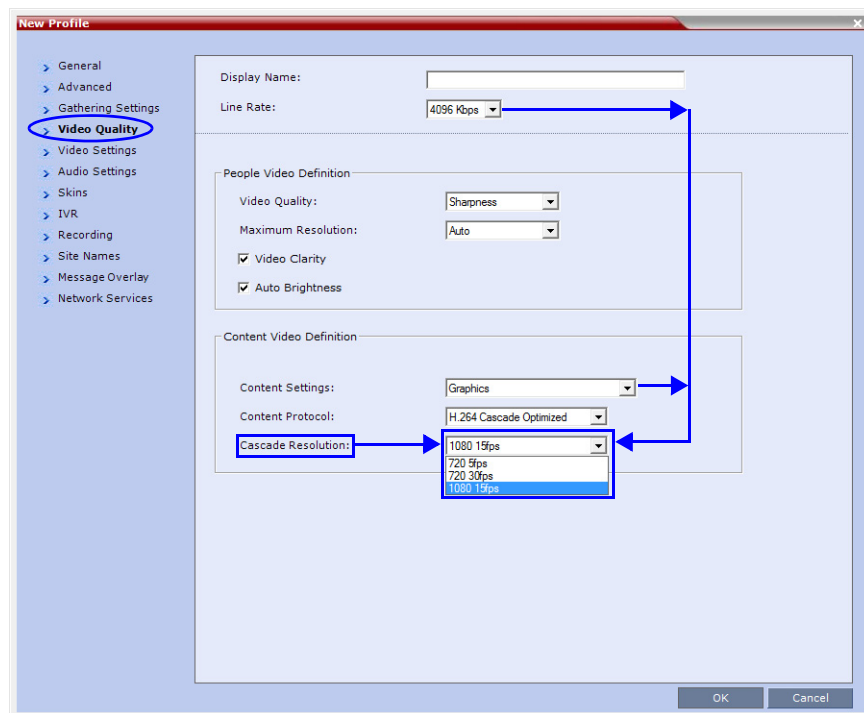 New Profile
General
Advanced
Gathering Settings
Video Quality
Video Settings
Audio Settings
Skins
IVR
Recording
Site Names
Message Overlay
Network Services
Display Name:
Line Rate: 4096 Kbps
People Video Definition
Video Quality: Sharpness
Maximum Resolution: Auto
Video Clarity
Auto Brightness
Content Video Definition
Content Settings: Graphics
Content Protocol: H.264 Cascade Optimized
Cascade Resolution: 1080 15fps
720 5fps
720 30fps
1080 15fps
OK Cancel